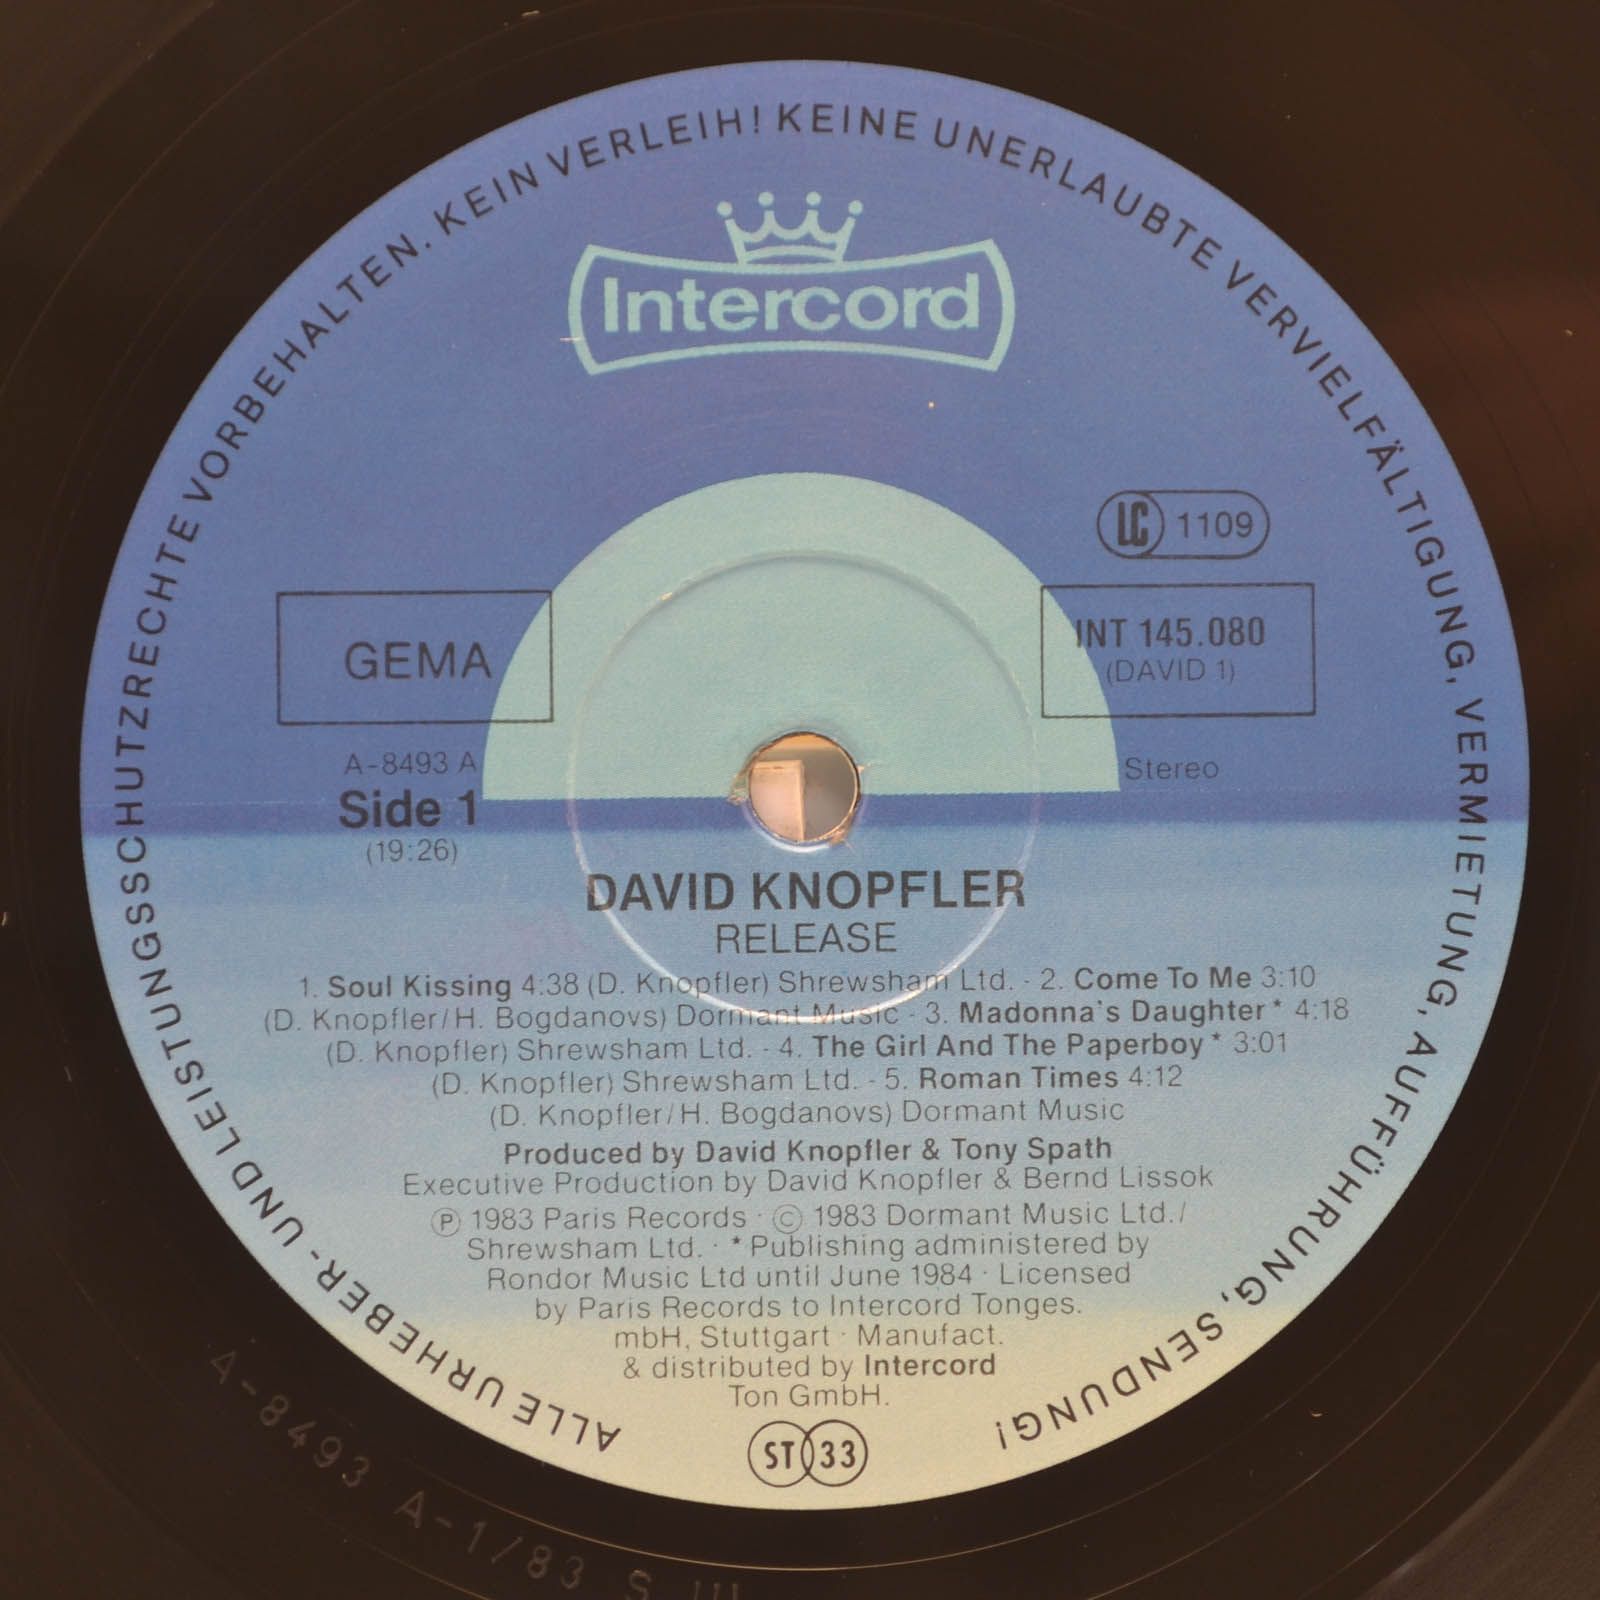 ALLE URHEBER- UND LEISTUNGSSCHUTZRECHTE VORBEHALTEN. KEIN VERLEIH! KEINE UNERLAUBTE VERVIELFÄLTIGUNG, VERMIETUNG, AUFFÜHRUNG, SENDUNG!
Intercord
LC 1109
GEMA
INT 145.080
(DAVID 1)
A-8493 A
Side 1
(19:26)
Stereo
DAVID KNOPFLER
RELEASE
1. Soul Kissing 4:38 (D. Knopfler) Shrewsham Ltd. - 2. Come To Me 3:10
(D. Knopfler/H. Bogdanovs) Dormant Music - 3. Madonna's Daughter* 4:18
(D. Knopfler) Shrewsham Ltd. - 4. The Girl And The Paperboy* 3:01
(D. Knopfler) Shrewsham Ltd. - 5. Roman Times 4:12
(D. Knopfler/H. Bogdanovs) Dormant Music
Produced by David Knopfler & Tony Spath
Executive Production by David Knopfler & Bernd Lissok
Ⓟ 1983 Paris Records · © 1983 Dormant Music Ltd./
Shrewsham Ltd. · *Publishing administered by
Rondor Music Ltd until June 1984 · Licensed
by Paris Records to Intercord Tonges.
mbH, Stuttgart · Manufact.
& distributed by Intercord
Ton GmbH.
ST 33
A-8493 A-1/83 S III